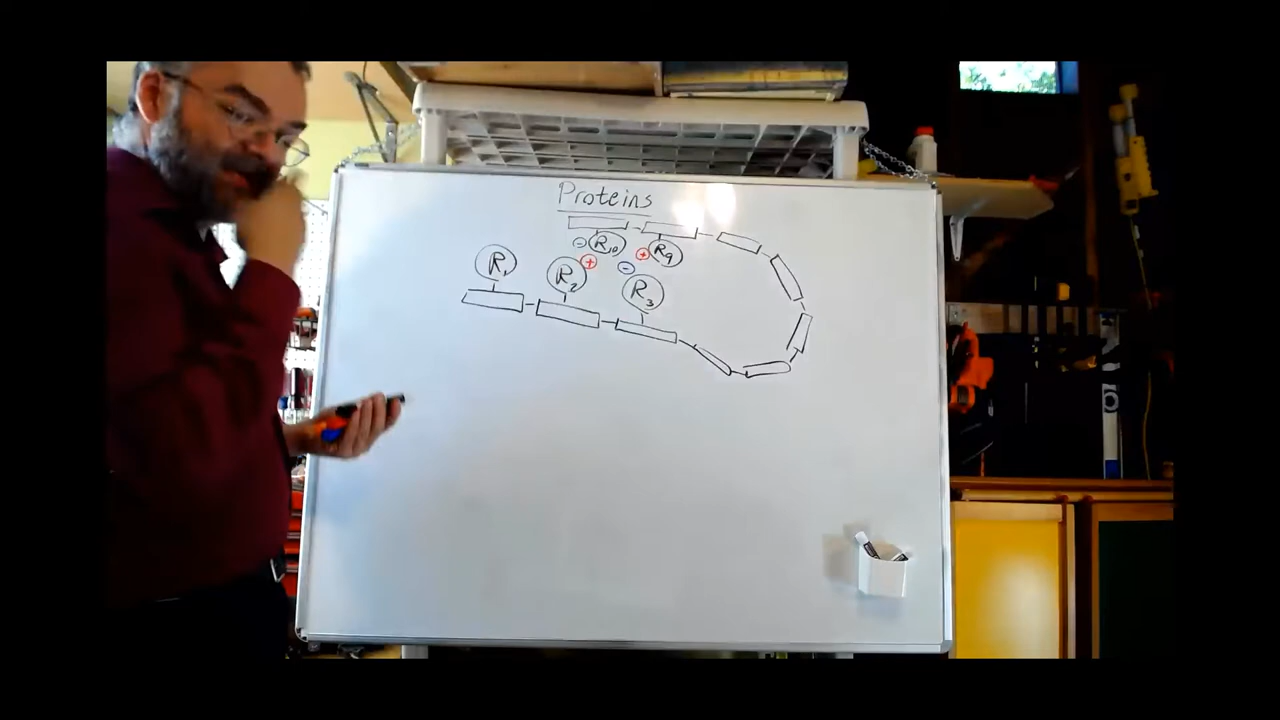 Proteins
⊖ R10 ⊕ R9
R1 R2 ⊕ ⊖ R3